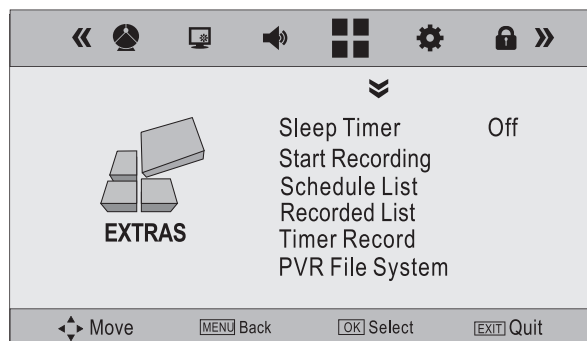 Sleep Timer Off
Start Recording
Schedule List
Recorded List
Timer Record
PVR File System
EXTRAS
Move MENU Back OK Select EXIT Quit